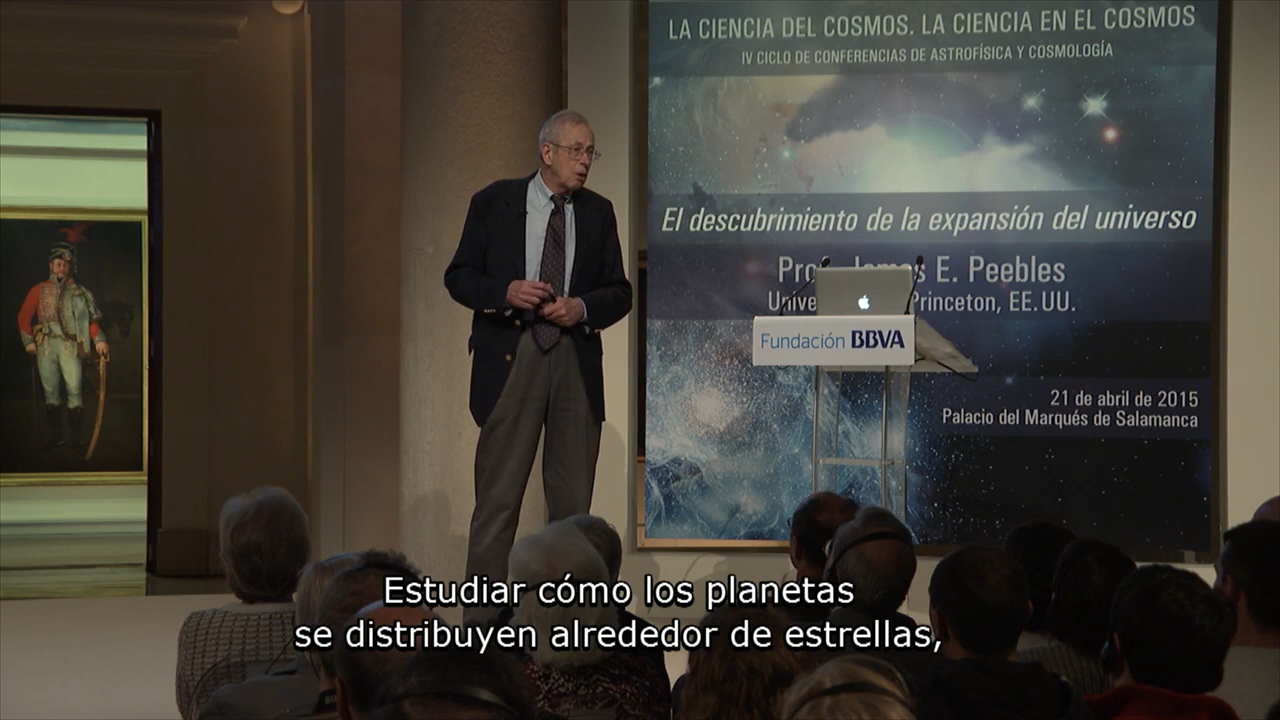 LA CIENCIA DEL COSMOS. LA CIENCIA EN EL COSMOS
IV CICLO DE CONFERENCIAS DE ASTROFÍSICA Y COSMOLOGÍA
El descubrimiento de la expansión del universo
E. Peebles
Princeton, EE.UU.
Fundación BBVA
21 de abril de 2015
Palacio del Marqués de Salamanca
Estudiar cómo los planetas
se distribuyen alrededor de estrellas,